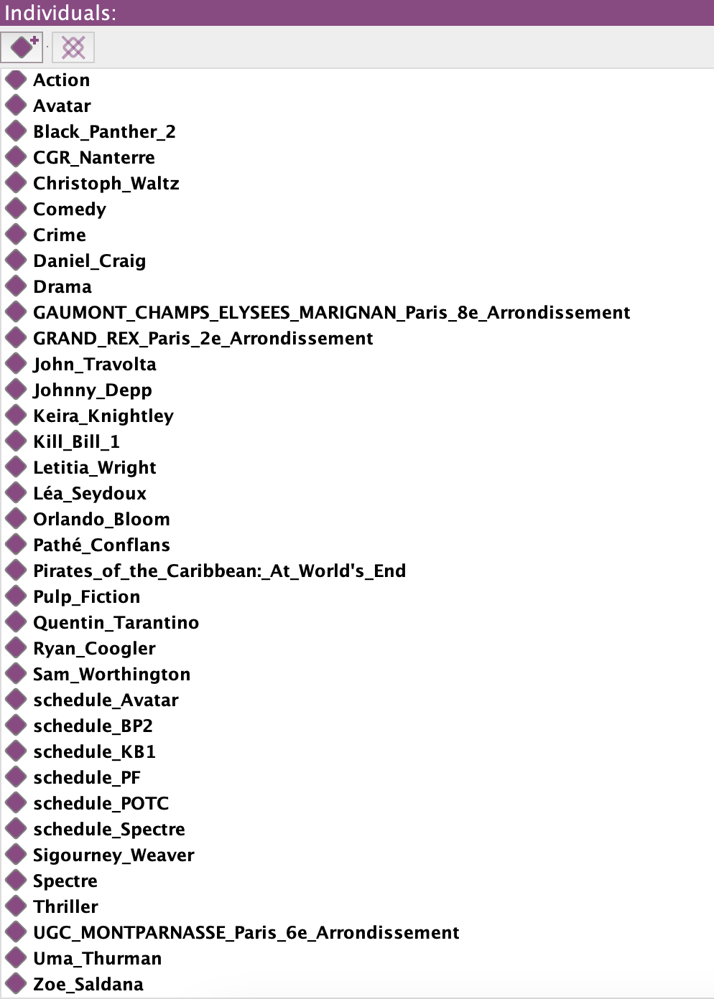 Individuals:
Action
Avatar
Black_Panther_2
CGR_Nanterre
Christoph_Waltz
Comedy
Crime
Daniel_Craig
Drama
GAUMONT_CHAMPS_ELYSEES_MARIGNAN_Paris_8e_Arrondissement
GRAND_REX_Paris_2e_Arrondissement
John_Travolta
Johnny_Depp
Keira_Knightley
Kill_Bill_1
Letitia_Wright
Léa_Seydoux
Orlando_Bloom
Pathé_Conflans
Pirates_of_the_Caribbean:_At_World's_End
Pulp_Fiction
Quentin_Tarantino
Ryan_Coogler
Sam_Worthington
schedule_Avatar
schedule_BP2
schedule_KB1
schedule_PF
schedule_POTC
schedule_Spectre
Sigourney_Weaver
Spectre
Thriller
UGC_MONTPARNASSE_Paris_6e_Arrondissement
Uma_Thurman
Zoe_Saldana